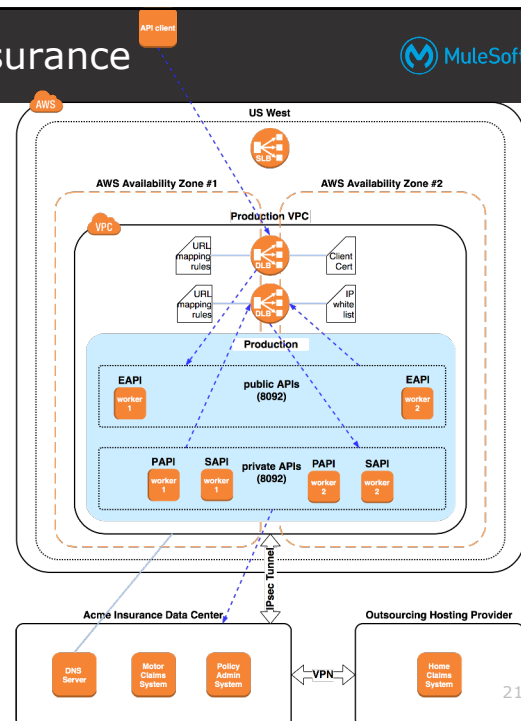 API client
surance
MuleSoft
AWS
US West
SLB
AWS Availability Zone #1
AWS Availability Zone #2
Production VPC
VPC
URL
mapping
rules
DLB
Client
Cert
URL
mapping
rules
DLB
IP
white
list
Production
EAPI
worker
1
public APIs
(8092)
EAPI
worker
2
PAPI
worker
1
SAPI
worker
1
private APIs
(8092)
PAPI
worker
2
SAPI
worker
2
IPsec Tunnel
Acme Insurance Data Center
Outsourcing Hosting Provider
DNS
Server
Motor
Claims
System
Policy
Admin
System
VPN
Home
Claims
System
21